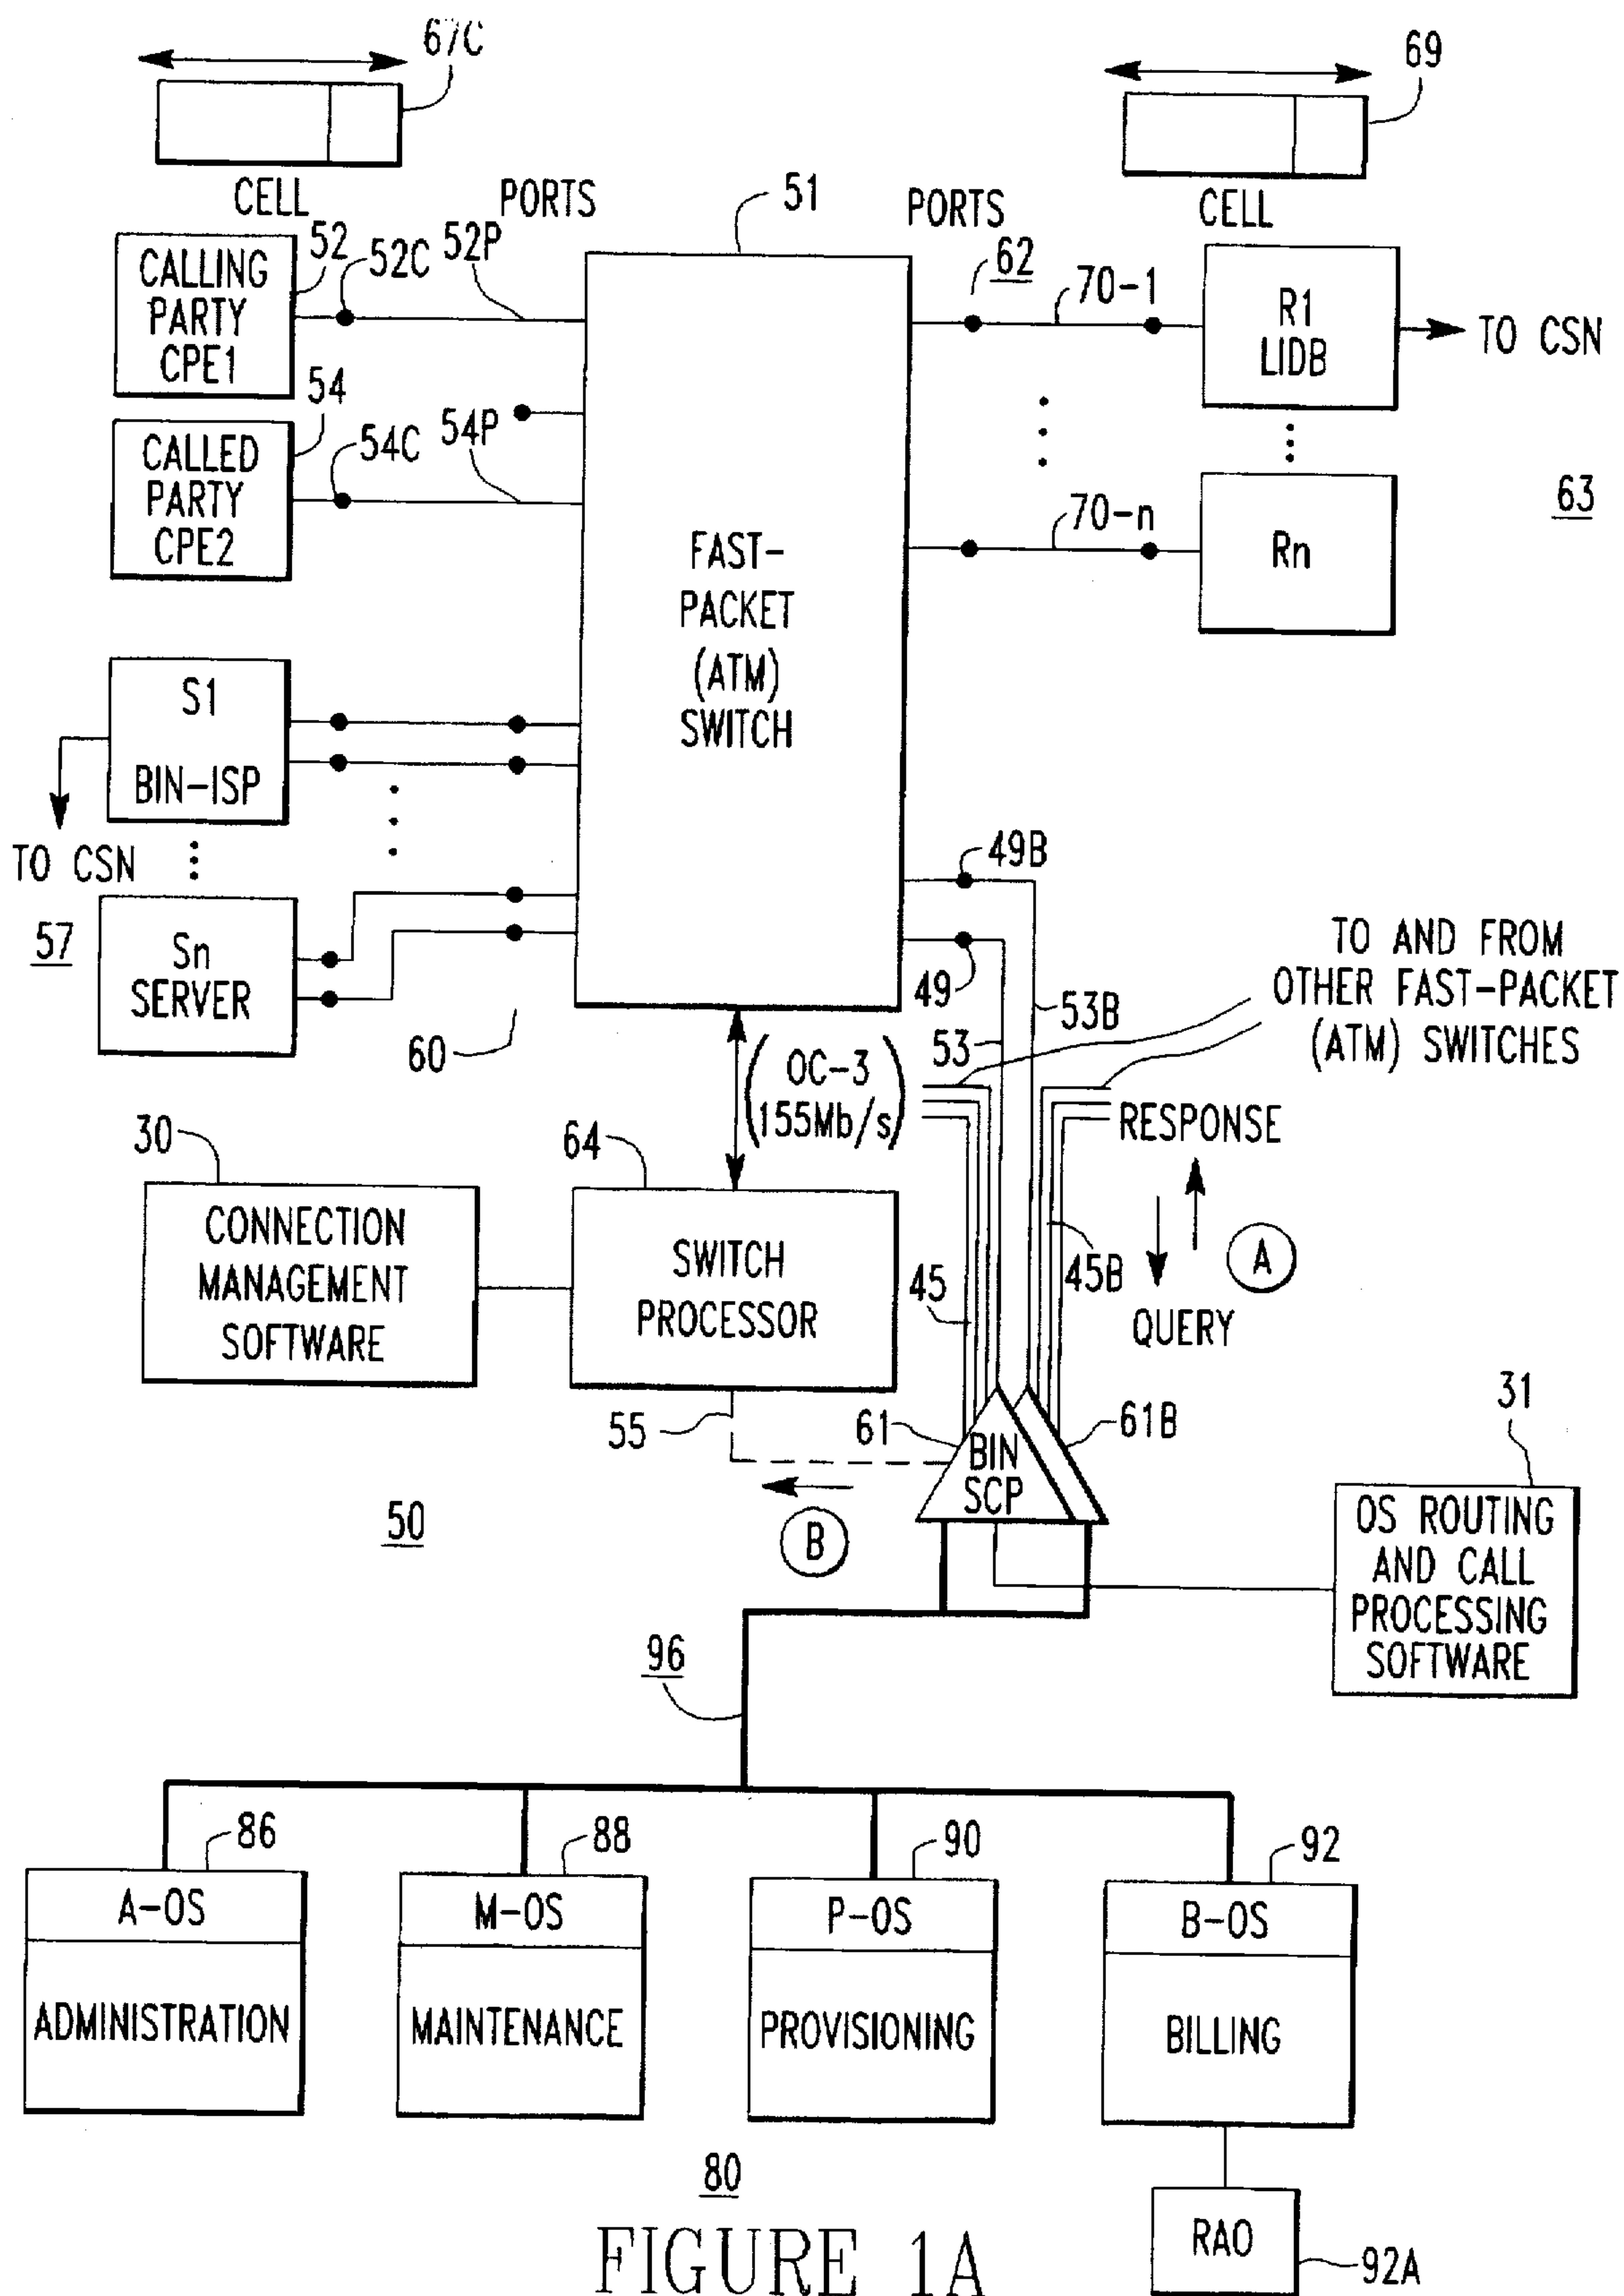 67C
69
CELL
PORTS
51
PORTS
CELL
CALLING
PARTY
CPE1
52
52C
52P
62
70-1
R1
LIDB
TO CSN
CALLED
PARTY
CPE2
54
54C
54P
70-n
Rn
63
FAST-
PACKET
(ATM)
SWITCH
S1
BIN-ISP
TO CSN
57
Sn
SERVER
60
49B
49
53
53B
TO AND FROM
OTHER FAST-PACKET
(ATM) SWITCHES
(OC-3
155Mb/s)
RESPONSE
A
QUERY
30
CONNECTION
MANAGEMENT
SOFTWARE
64
SWITCH
PROCESSOR
45
45B
55
61
BIN
SCP
61B
B
50
31
OS ROUTING
AND CALL
PROCESSING
SOFTWARE
96
86
A-OS
ADMINISTRATION
88
M-OS
MAINTENANCE
90
P-OS
PROVISIONING
92
B-OS
BILLING
80
RAO
92A
FIGURE 1A